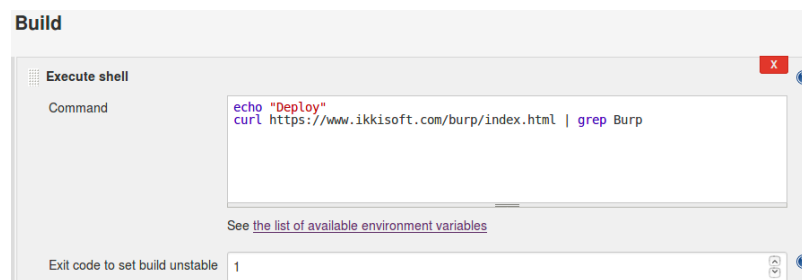 Build
X
Execute shell
Command
echo "Deploy"
curl https://www.ikkisoft.com/burp/index.html | grep Burp
See the list of available environment variables
Exit code to set build unstable
1